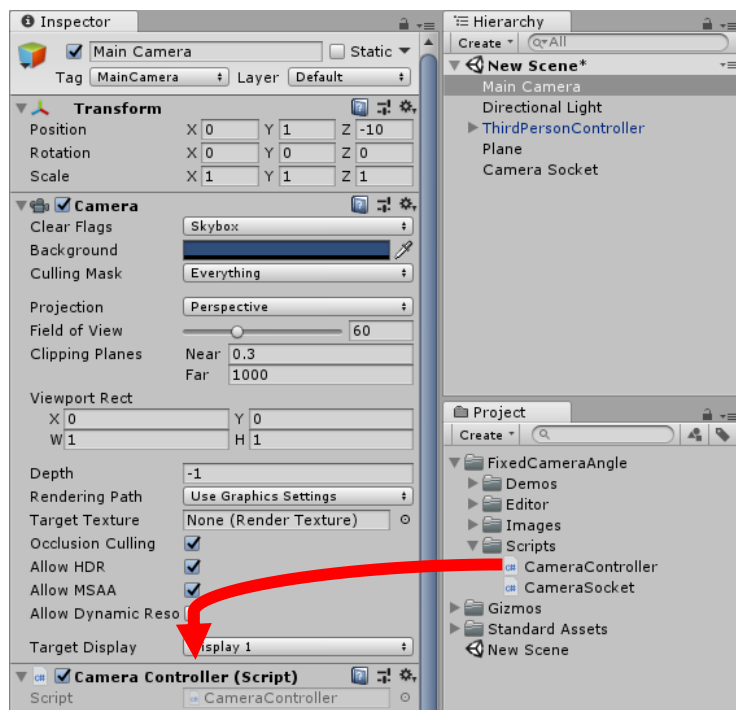 Inspector
Main Camera Static
Tag MainCamera Layer Default
Transform
Position X 0 Y 1 Z -10
Rotation X 0 Y 0 Z 0
Scale X 1 Y 1 Z 1
Camera
Clear Flags Skybox
Background
Culling Mask Everything
Projection Perspective
Field of View 60
Clipping Planes Near 0.3
Far 1000
Viewport Rect
X 0 Y 0
W 1 H 1
Depth -1
Rendering Path Use Graphics Settings
Target Texture None (Render Texture)
Occlusion Culling
Allow HDR
Allow MSAA
Allow Dynamic Reso
Target Display Display 1
Camera Controller (Script)
Script CameraController
Hierarchy
Create All
New Scene*
Main Camera
Directional Light
ThirdPersonController
Plane
Camera Socket
Project
Create
FixedCameraAngle
Demos
Editor
Images
Scripts
C# CameraController
C# CameraSocket
Gizmos
Standard Assets
New Scene